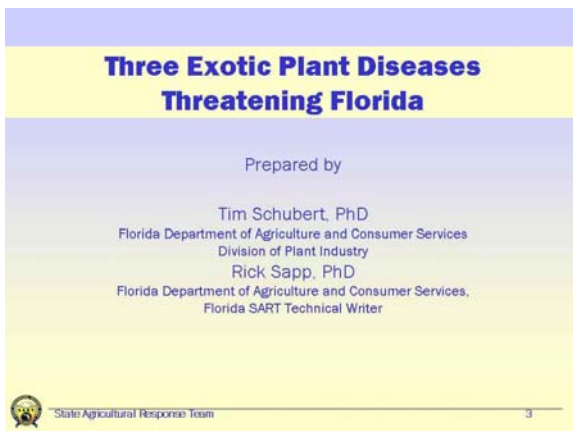 Three Exotic Plant Diseases
Threatening Florida
Prepared by
Tim Schubert, PhD
Florida Department of Agriculture and Consumer Services
Division of Plant Industry
Rick Sapp, PhD
Florida Department of Agriculture and Consumer Services,
Florida SART Technical Writer
State Agricultural Response Team 3